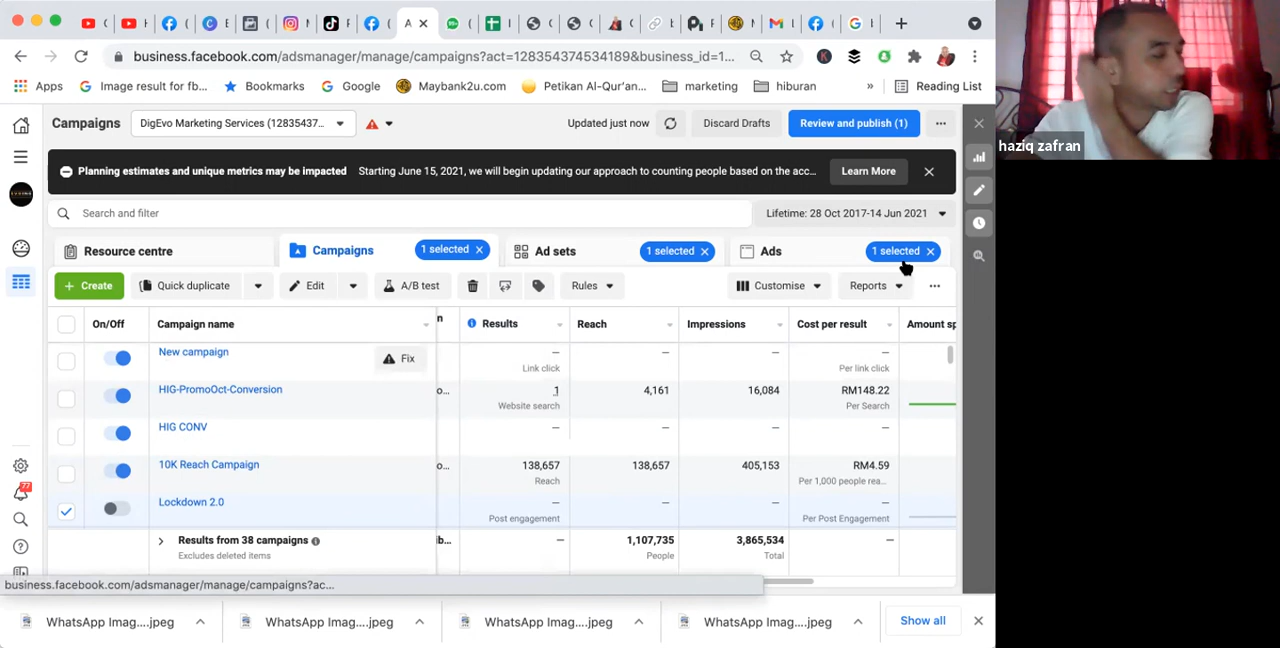 business.facebook.com/adsmanager/manage/campaigns?act=128354374534189&business_id=1...
Apps
Image result for fb...
Bookmarks
Google
Maybank2u.com
Petikan Al-Qur'an...
marketing
hiburan
»
Reading List
Campaigns
DigEvo Marketing Services (12835437...
Updated just now
Discard Drafts
Review and publish (1)
Planning estimates and unique metrics may be impacted
Starting June 15, 2021, we will begin updating our approach to counting people based on the acc...
Learn More
haziq zafran
Search and filter
Lifetime: 28 Oct 2017-14 Jun 2021
Resource centre
Campaigns
1 selected
Ad sets
1 selected
Ads
1 selected
+ Create
Quick duplicate
Edit
A/B test
Rules
Customise
Reports
On/Off
Campaign name
n
Results
Reach
Impressions
Cost per result
Amount sp
New campaign
Fix
—
—
—
—
Link click
Per link click
HIG-PromoOct-Conversion
o...
1
4,161
16,084
RM148.22
Website search
Per Search
HIG CONV
—
—
—
—
10K Reach Campaign
o...
138,657
138,657
405,153
RM4.59
Reach
Per 1,000 people rea...
Lockdown 2.0
—
—
—
—
Post engagement
Per Post Engagement
Results from 38 campaigns
ib...
—
1,107,735
3,865,534
—
Excludes deleted items
People
Total
77
business.facebook.com/adsmanager/manage/campaigns?ac...
WhatsApp Imag....jpeg
WhatsApp Imag....jpeg
WhatsApp Imag....jpeg
WhatsApp Imag....jpeg
Show all